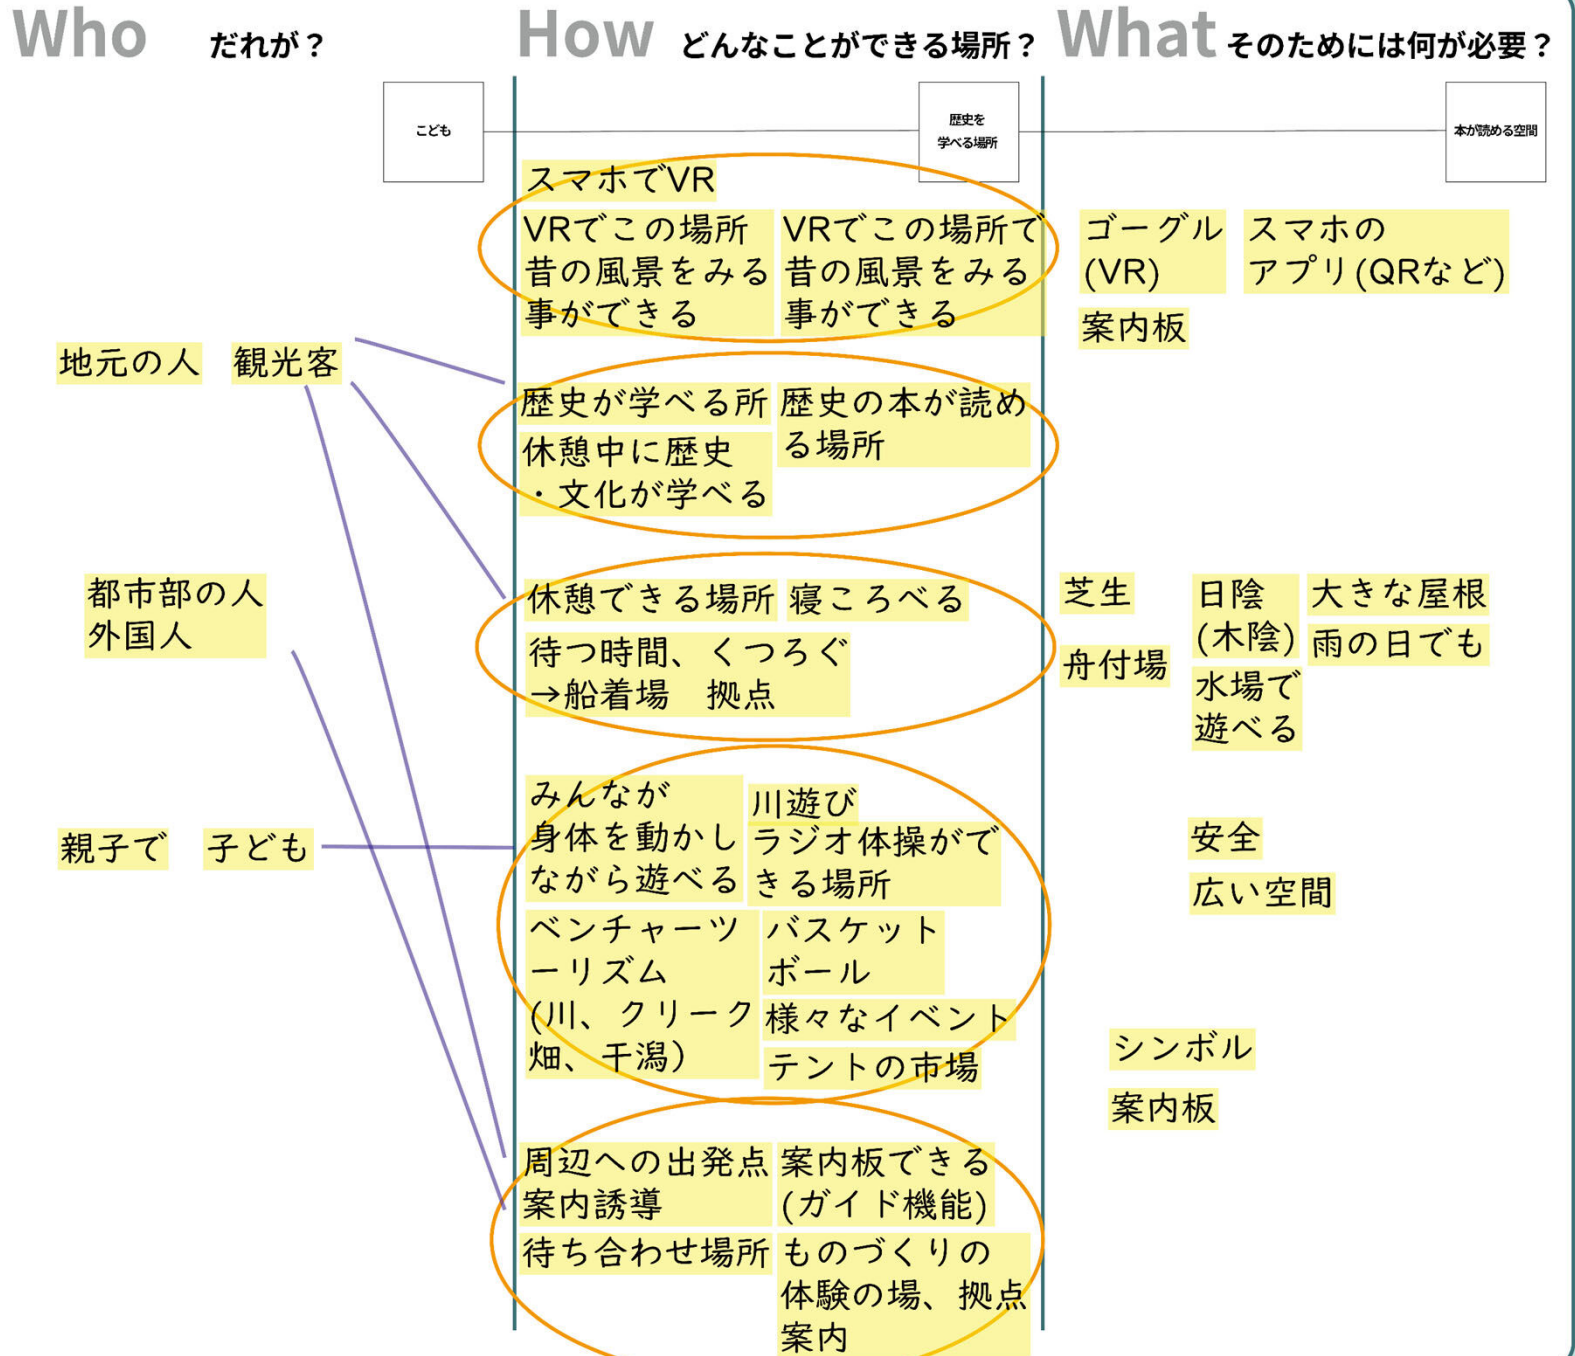 Who だれが？
How どんなことができる場所？
What そのためには何が必要？
こども
歴史を
学べる場所
本が読める空間
スマホでVR
VRでこの場所
昔の風景をみる
事ができる
VRでこの場所で
昔の風景をみる
事ができる
ゴーグル
(VR)
スマホの
アプリ(QRなど)
案内板
地元の人
観光客
歴史が学べる所
歴史の本が読め
る場所
休憩中に歴史
・文化が学べる
都市部の人
外国人
休憩できる場所
寝ころべる
待つ時間、くつろぐ
→船着場　拠点
芝生
日陰
(木陰)
大きな屋根
雨の日でも
舟付場
水場で
遊べる
親子で
子ども
みんなが
身体を動かし
ながら遊べる
川遊び
ラジオ体操がで
きる場所
ベンチャーツ
ーリズム
(川、クリーク
畑、干潟）
バスケット
ボール
様々なイベント
テントの市場
安全
広い空間
シンボル
案内板
周辺への出発点
案内誘導
案内板できる
(ガイド機能)
待ち合わせ場所
ものづくりの
体験の場、拠点
案内